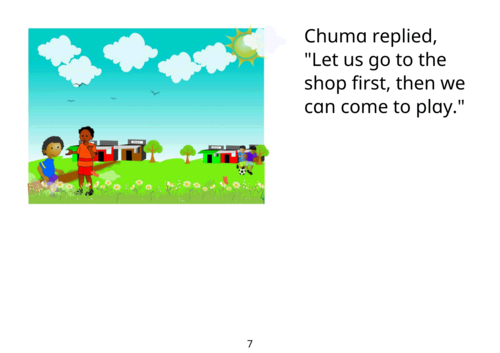 Chuma replied,
"Let us go to the
shop first, then we
can come to play."
7